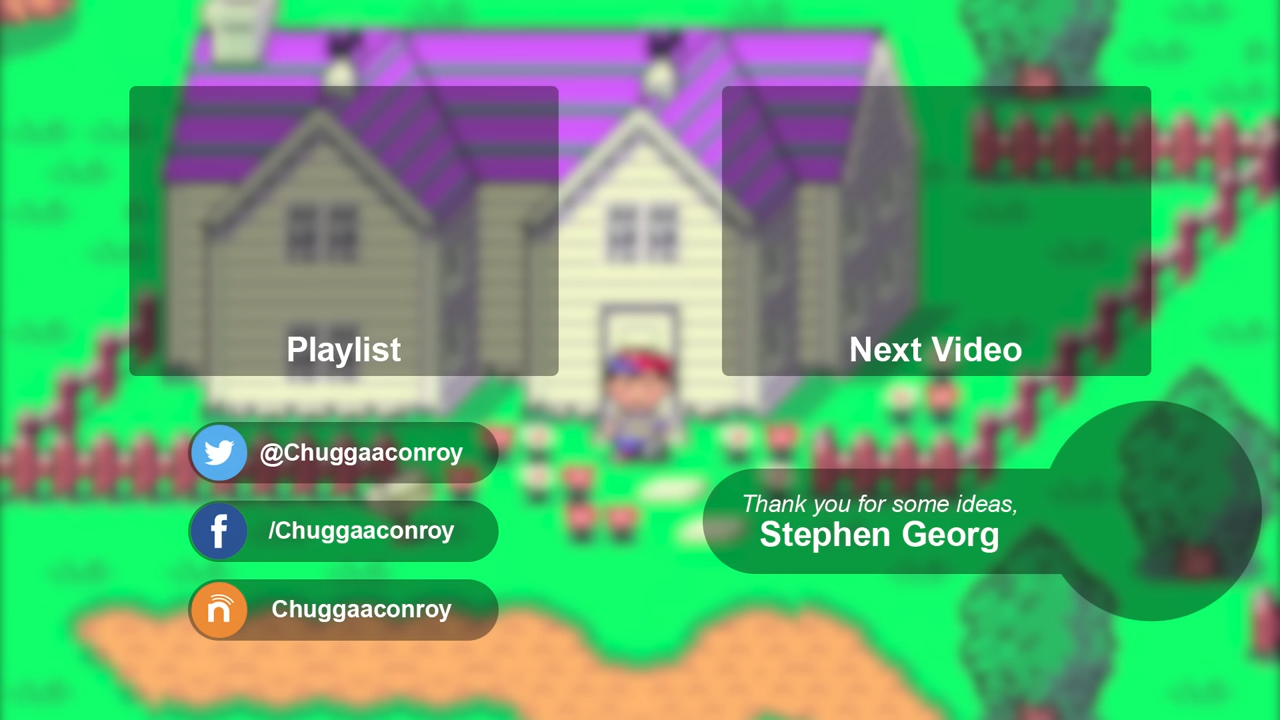 Playlist
Next Video
@Chuggaaconroy
/Chuggaaconroy
Chuggaaconroy
Thank you for some ideas,
Stephen Georg